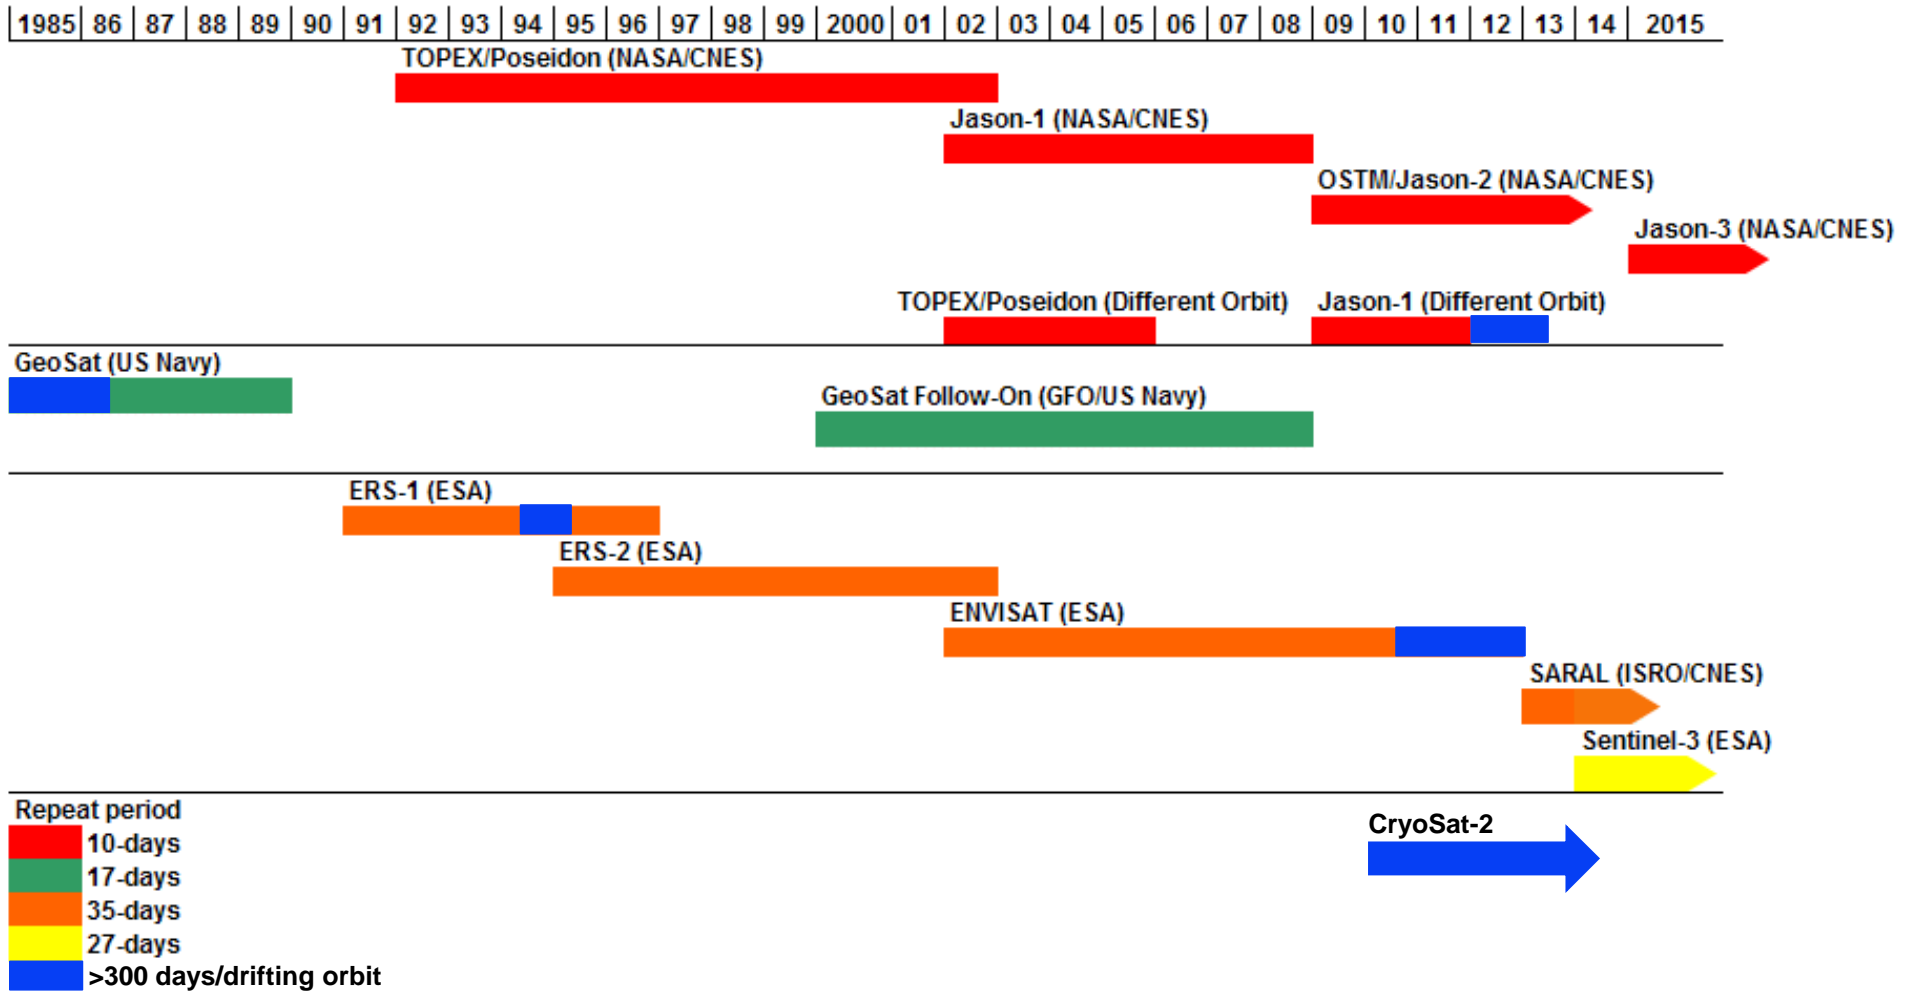 1985 86 87 88 89 90 91 92 93 94 95 96 97 98 99 2000 01 02 03 04 05 06 07 08 09 10 11 12 13 14 2015
TOPEX/Poseidon (NASA/CNES)
Jason-1 (NASA/CNES)
OSTM/Jason-2 (NASA/CNES)
Jason-3 (NASA/CNES)
TOPEX/Poseidon (Different Orbit) Jason-1 (Different Orbit)
GeoSat (US Navy)
GeoSat Follow-On (GFO/US Navy)
ERS-1 (ESA)
ERS-2 (ESA)
ENVISAT (ESA)
SARAL (ISRO/CNES)
Sentinel-3 (ESA)
Repeat period
10-days
17-days
35-days
27-days
>300 days/drifting orbit
CryoSat-2